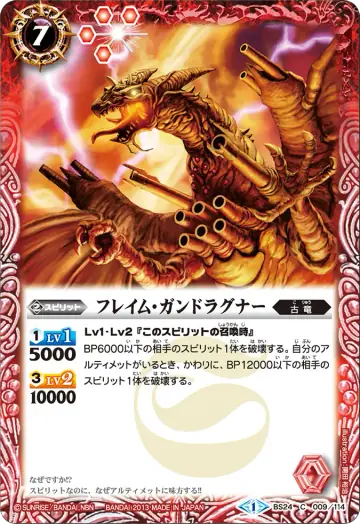 7
②スピリット フレイム・ガンドラグナー 古竜
こ りゅう
1 LV1 5000
3 LV2 10000
Lv1・Lv2『このスピリットの召喚時』
BP6000以下の相手のスピリット1体を破壊する。自分のア
ルティメットがいるとき、かわりに、BP12000以下の相手の
スピリット1体を破壊する。
なぜですか!?
スピリットなのに、なぜアルティメットに味方する!!
©SUNRISE/BANDAI,NBN BANDAI 2013 MADE IN JAPAN 1 BS24 C 009/114